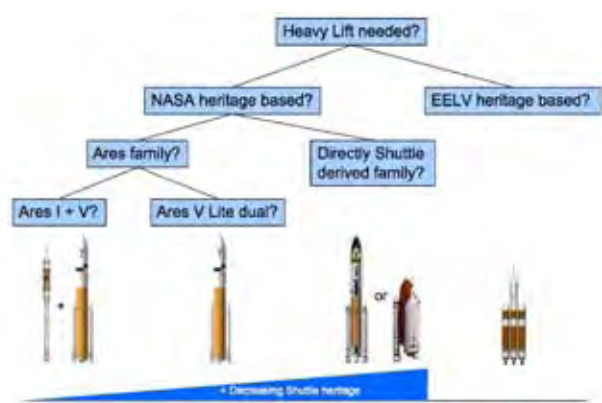 Heavy Lift needed?
NASA heritage based?
EELV heritage based?
Ares family?
Directly Shuttle
derived family?
Ares I + V?
Ares V Lite dual?
+
or
Decreasing Shuttle heritage